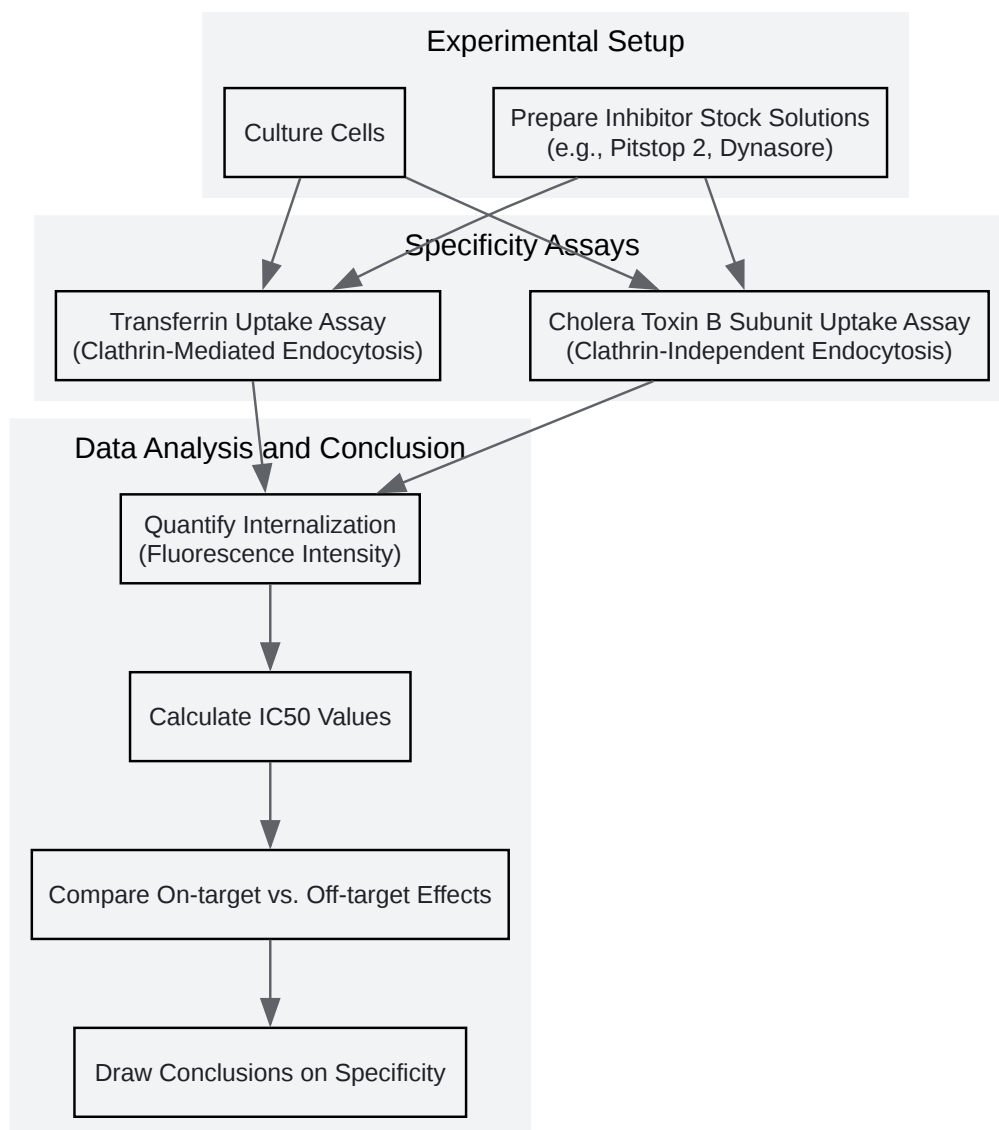 Experimental Setup
Culture Cells
Prepare Inhibitor Stock Solutions
(e.g., Pitstop 2, Dynasore)
Specificity Assays
Transferrin Uptake Assay
(Clathrin-Mediated Endocytosis)
Cholera Toxin B Subunit Uptake Assay
(Clathrin-Independent Endocytosis)
Data Analysis and Conclusion
Quantify Internalization
(Fluorescence Intensity)
Calculate IC50 Values
Compare On-target vs. Off-target Effects
Draw Conclusions on Specificity